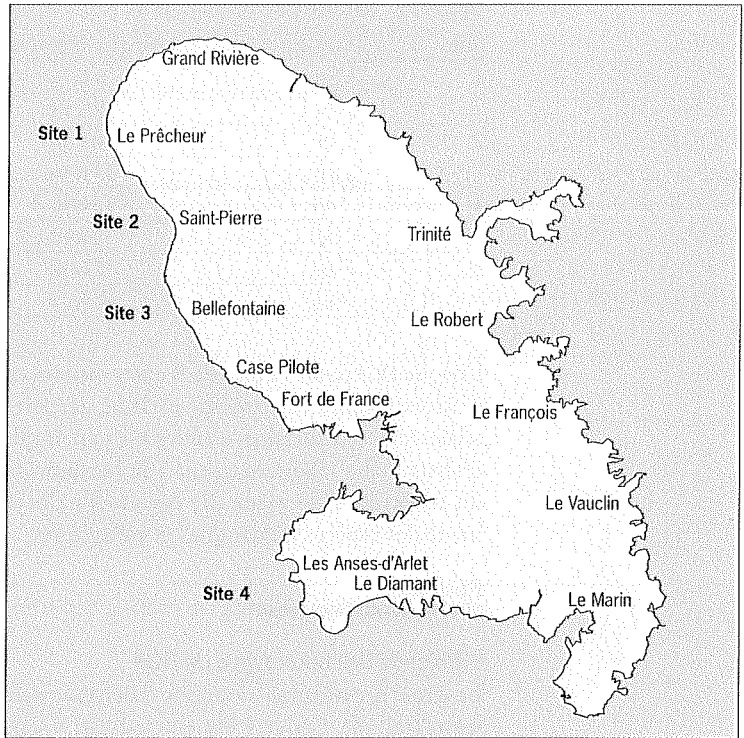 Grand Rivière
Site 1
Le Prêcheur
Site 2
Saint-Pierre
Trinité
Site 3
Bellefontaine
Le Robert
Case Pilote
Fort de France
Le François
Le Vauclin
Les Anses-d'Arlet
Le Diamant
Site 4
Le Marin